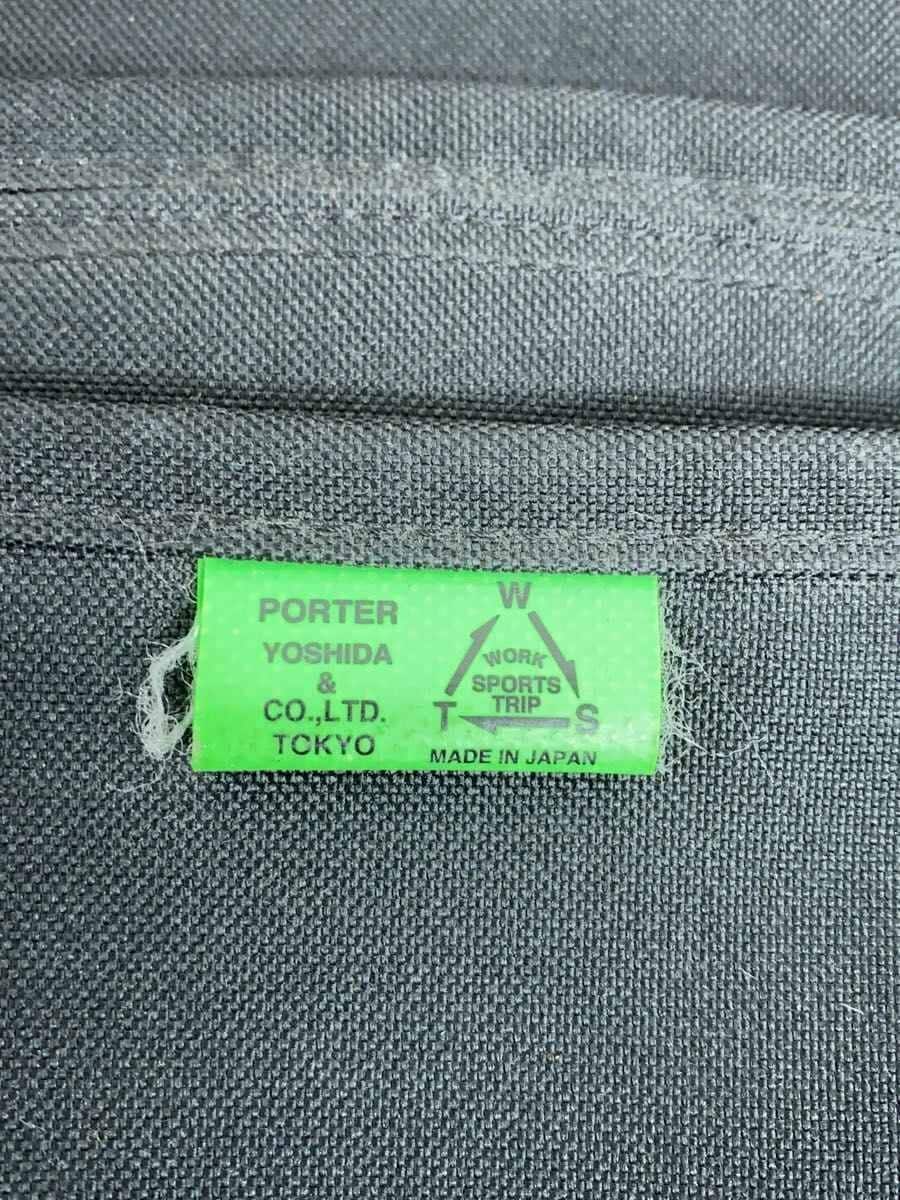 PORTER
YOSHIDA
&
CO.,LTD.
TOKYO
W
WORK
SPORTS
TRIP
T S
MADE IN JAPAN